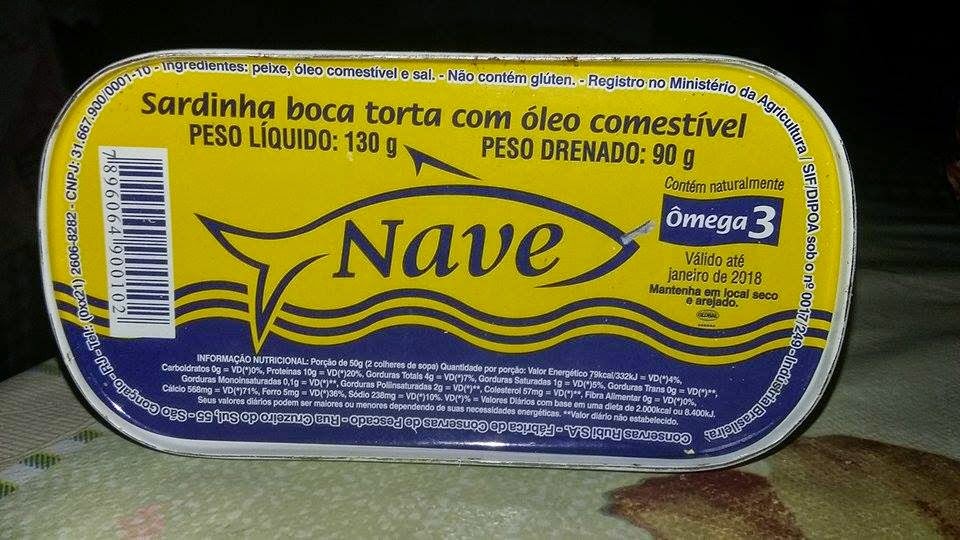 Ingredientes: peixe, óleo comestível e sal. - Não contém glúten. - Registro no Ministério da Agricultura / SIF/DIPOA sob o nº 0017/249 - Indústria Brasileira
Sardinha boca torta com óleo comestível
PESO LÍQUIDO: 130 g
PESO DRENADO: 90 g
7896064900102
Contém naturalmente
Ômega 3
Nave
Válido até
janeiro de 2018
Mantenha em local seco
e arejado.
GLOBAL
INFORMAÇÃO NUTRICIONAL: Porção de 50g (2 colheres de sopa) Quantidade por porção: Valor Energético 79kcal/332kJ = VD(*)4%,
Carboidratos 0g = VD(*)0%, Proteínas 10g = VD(*)20%, Gorduras Totais 4g = VD(*)7%, Gorduras Saturadas 1g = VD(*)5%, Gorduras Trans 0g = VD(*)**,
Gorduras Monoinsaturadas 0,1g = VD(*)**, Gorduras Poliinsaturadas 2g = VD(*)**, Colesterol 57mg = VD(*)**, Fibra Alimentar 0g = VD(*)0%,
Cálcio 568mg = VD(*)71%, Ferro 5mg = VD(*)36%, Sódio 238mg = VD(*)10%. VD(*)% = Valores Diários com base em uma dieta de 2.000kcal ou 8.400kJ.
Seus valores diários podem ser maiores ou menores dependendo de suas necessidades energéticas. **Valor diário não estabelecido.
Conservas Rubi S.A. - Fábrica de Conservas de Pescado - Rua Cruzeiro do Sul, 55 - São Gonçalo - RJ - Tel.: (0xx21) 2606-8282 - CNPJ: 31.667.900/0001-10 -